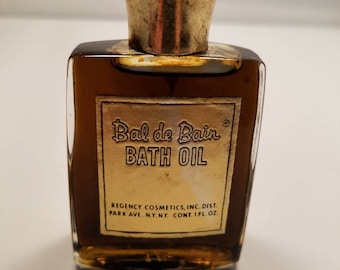 Bal de Bain®
BATH OIL
REGENCY COSMETICS, INC. DIST.
PARK AVE. N.Y., N.Y. CONT. 1 FL. OZ